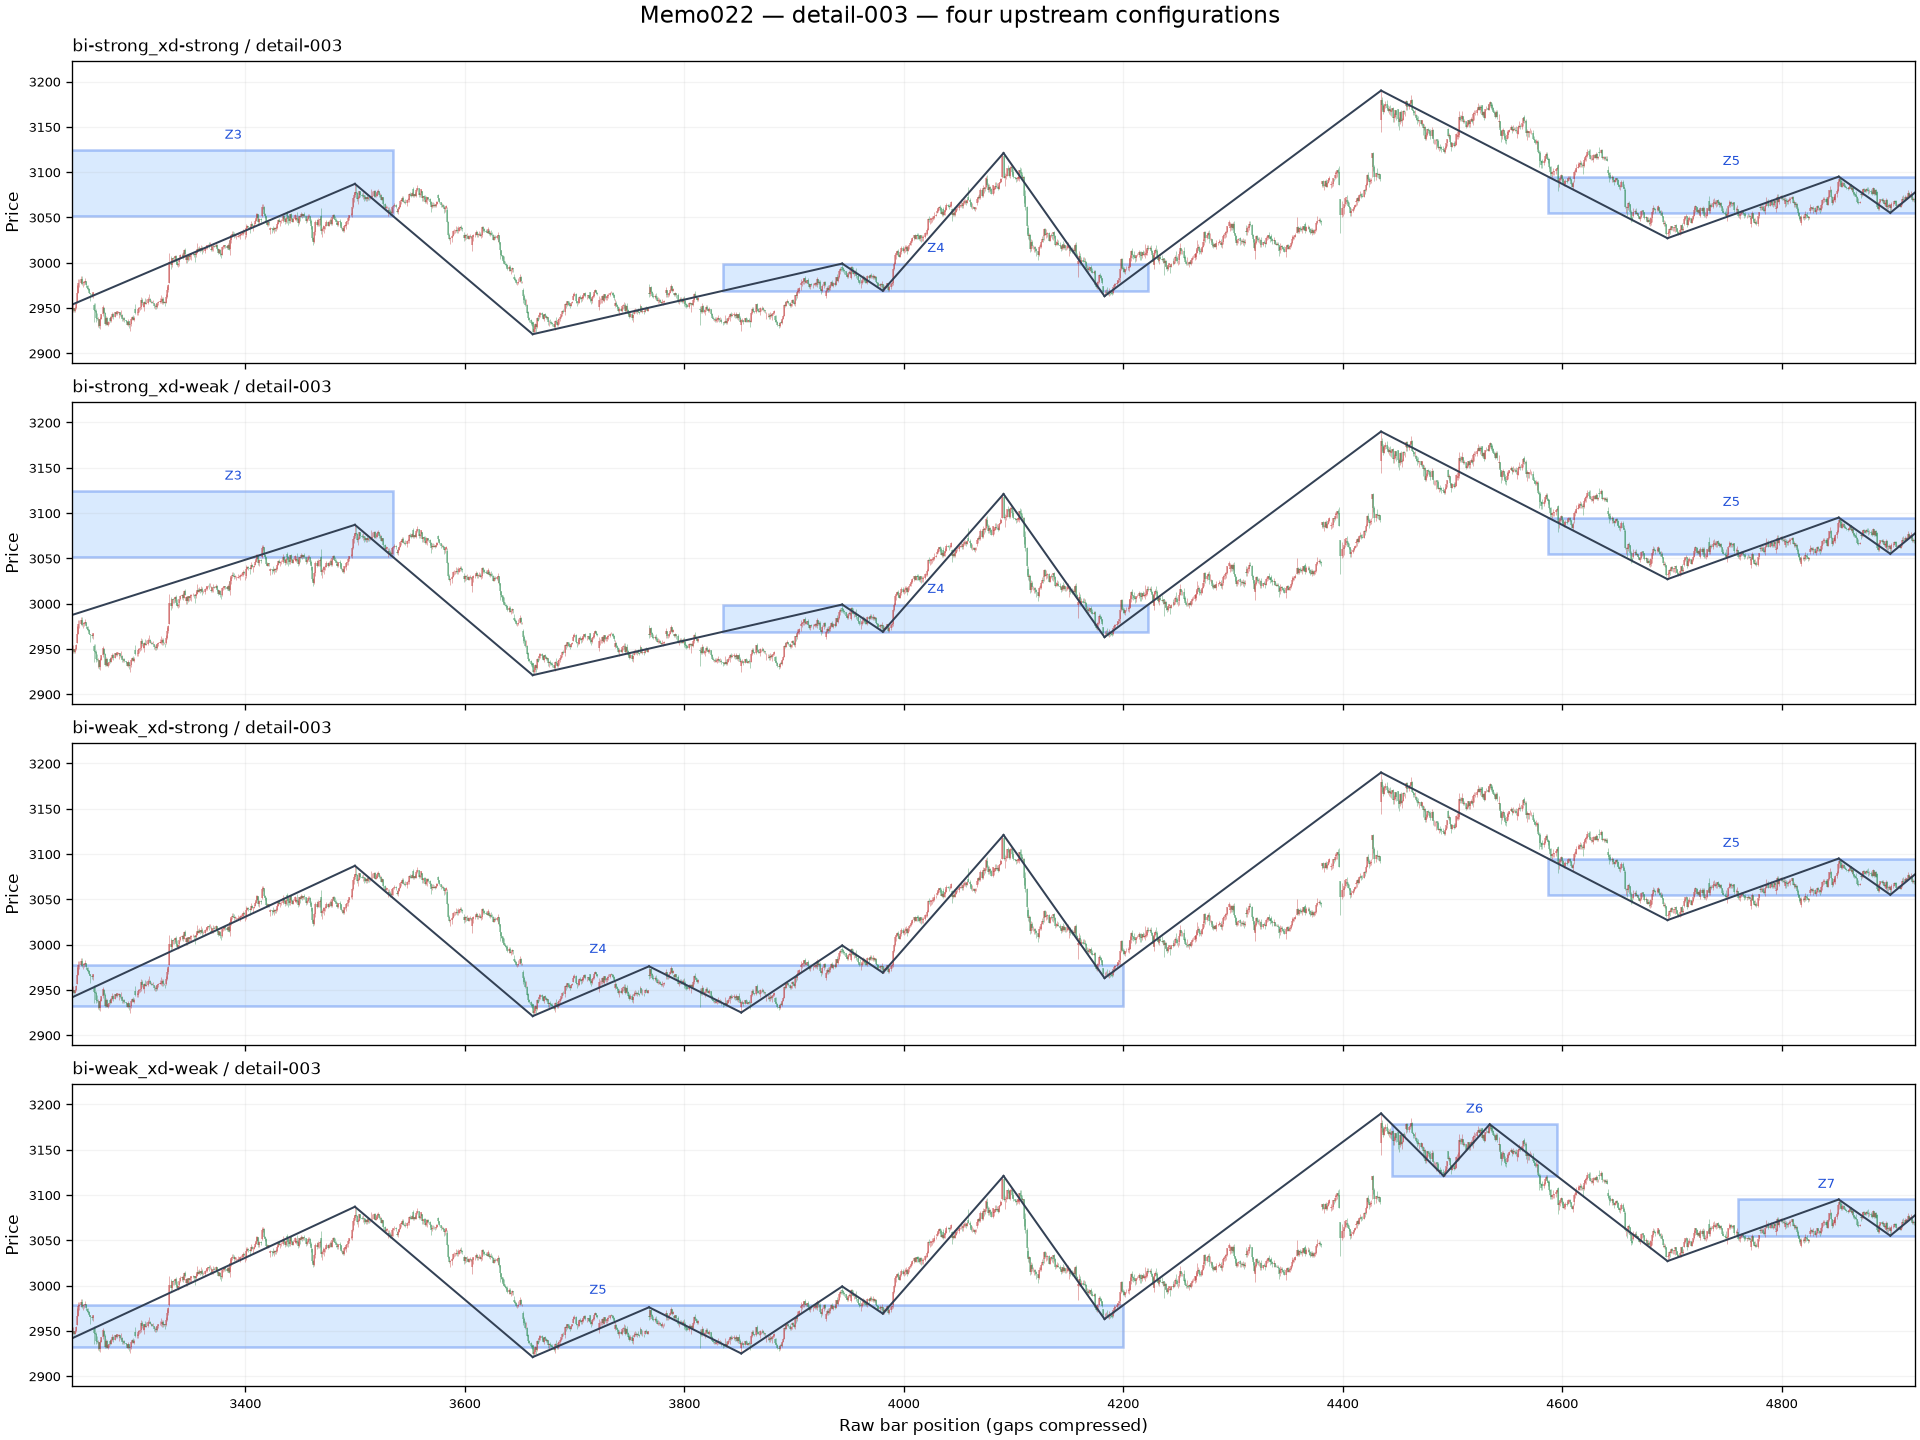 Memo022 — detail-003 — four upstream configurations
bi-strong_xd-strong / detail-003
Price
3200
3150
3100
3050
3000
2950
2900
Z3
Z4
Z5
bi-strong_xd-weak / detail-003
Price
3200
3150
3100
3050
3000
2950
2900
Z3
Z4
Z5
bi-weak_xd-strong / detail-003
Price
3200
3150
3100
3050
3000
2950
2900
Z4
Z5
bi-weak_xd-weak / detail-003
Price
3200
3150
3100
3050
3000
2950
2900
Z5
Z6
Z7
3400 3600 3800 4000 4200 4400 4600 4800
Raw bar position (gaps compressed)